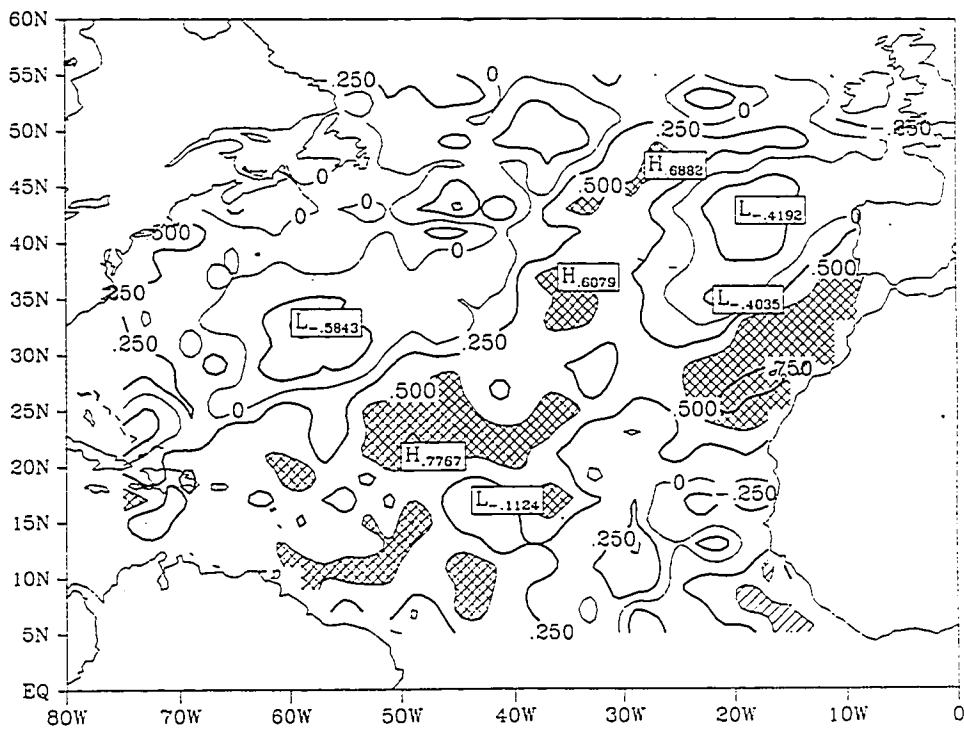 60N
55N
.250
0
0
50N
.250
-.250
H.6882
45N
0
.500
L-.4192
0
0
0
40N
.500
0
.500
H.6079
35N
.250
L-.4035
L-.5843
30N
.250
.250
.750
.500
25N
0
.500
20N
H.7767
0
-.250
15N
L-.1124
.250
10N
5N
.250
EQ
80W
70W
60W
50W
40W
30W
20W
10W
0